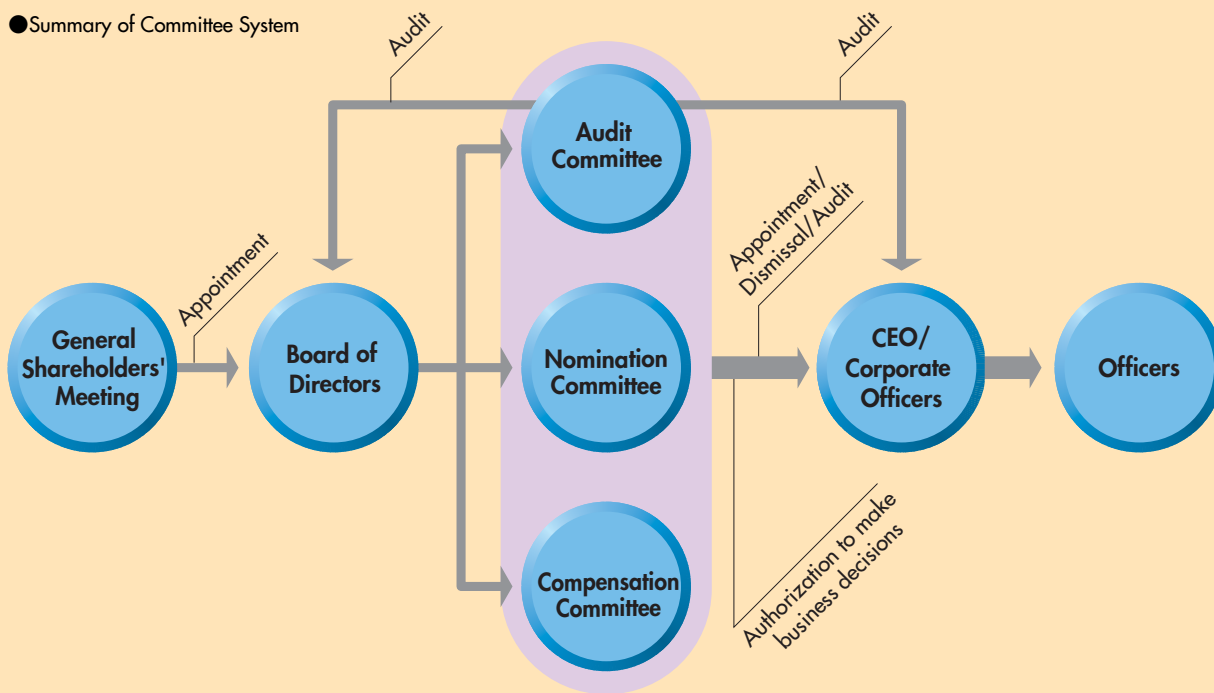 ●Summary of Committee System
Audit
Audit
Audit
Committee
Appointment/
Dismissal/Audit
Appointment
General
Shareholders'
Meeting
Board of
Directors
Nomination
Committee
CEO/
Corporate
Officers
Officers
Compensation
Committee
Authorization to make
business decisions